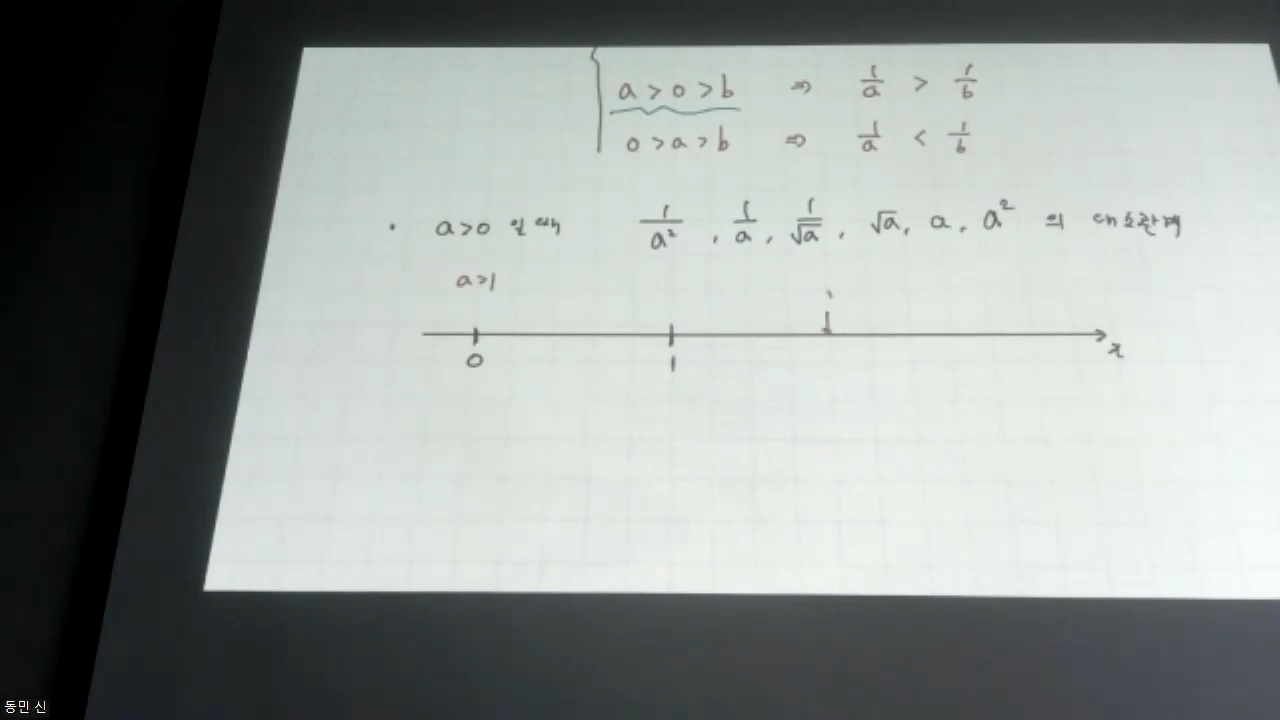 a > 0 > b ⇒ 1/a > 1/b
0 > a > b ⇒ 1/a < 1/b
· a>0 일때 1/a², 1/a, 1/√a, √a, a, a² 의 대소관계
a>1
0 1 x
동민 신